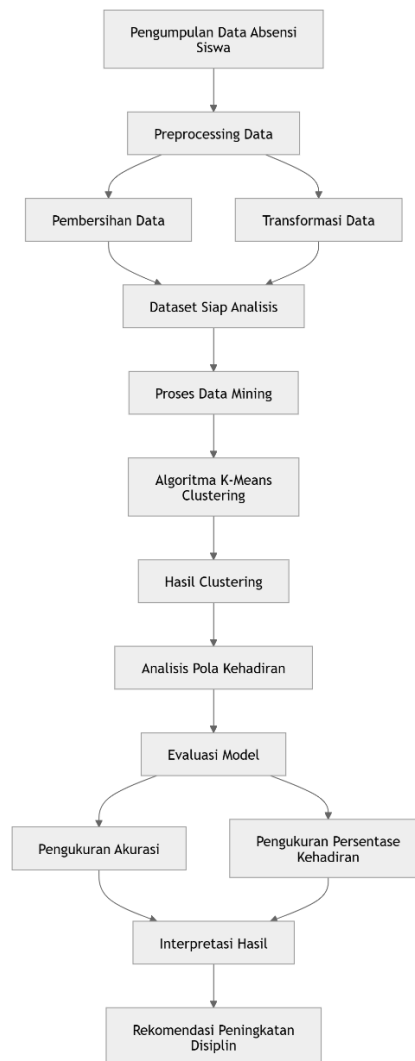 Pengumpulan Data Absensi
Siswa
Preprocessing Data
Pembersihan Data
Transformasi Data
Dataset Siap Analisis
Proses Data Mining
Algoritma K-Means
Clustering
Hasil Clustering
Analisis Pola Kehadiran
Evaluasi Model
Pengukuran Akurasi
Pengukuran Persentase
Kehadiran
Interpretasi Hasil
Rekomendasi Peningkatan
Disiplin